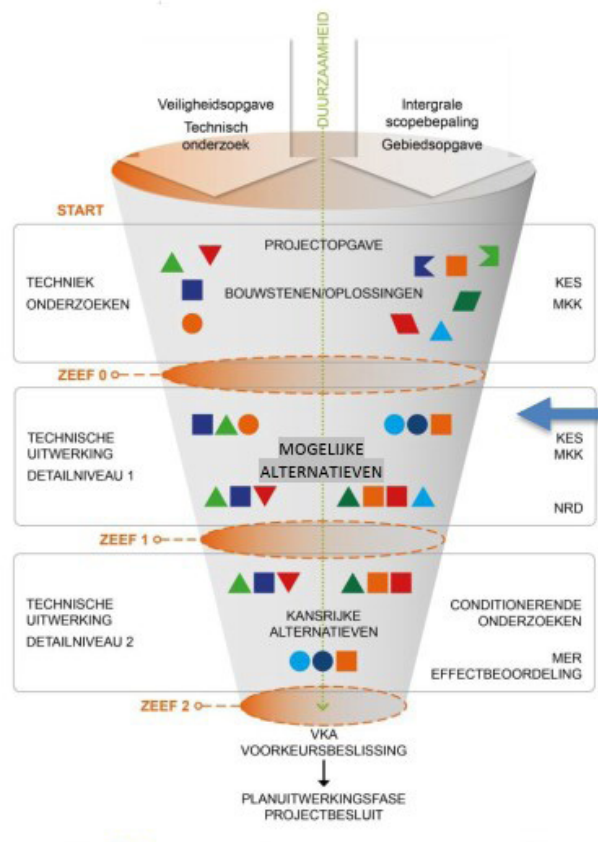 DUURZAAMHEID
Veiligheidsopgave
Technisch
onderzoek
Intergrale
scopebepaling
Gebiedsopgave
START
PROJECTOPGAVE
TECHNIEK
ONDERZOEKEN
BOUWSTENEN/OPLOSSINGEN
KES
MKK
ZEEF 0
TECHNISCHE
UITWERKING
DETAILNIVEAU 1
MOGELIJKE
ALTERNATIEVEN
KES
MKK
NRD
ZEEF 1
TECHNISCHE
UITWERKING
DETAILNIVEAU 2
KANSRIJKE
ALTERNATIEVEN
CONDITIONERENDE
ONDERZOEKEN
MER
EFFECTBEOORDELING
ZEEF 2
VKA
VOORKEURSBESLISSING
PLANUITWERKINGSFASE
PROJECTBESLUIT